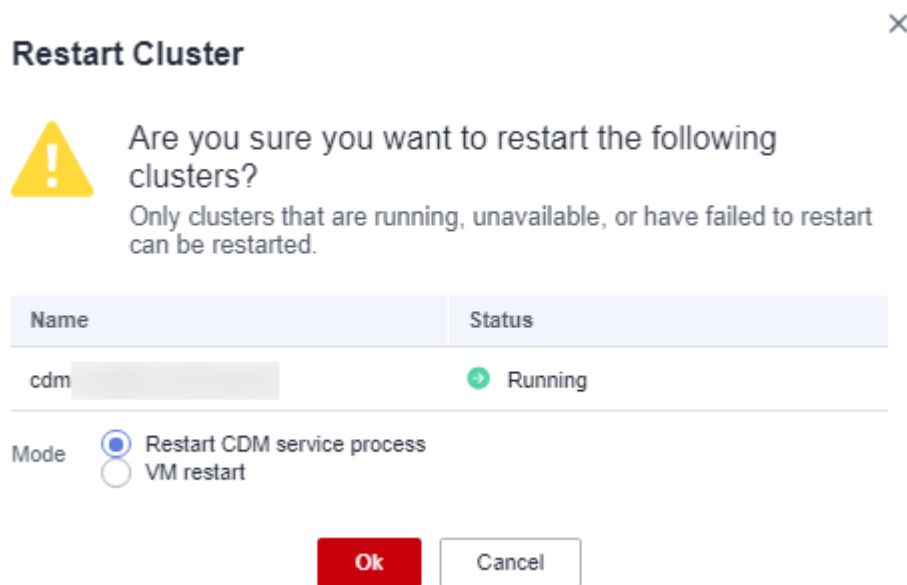 Restart Cluster
Are you sure you want to restart the following
clusters?
Only clusters that are running, unavailable, or have failed to restart
can be restarted.
Name Status
cdm Running
Mode Restart CDM service process
VM restart
Ok Cancel